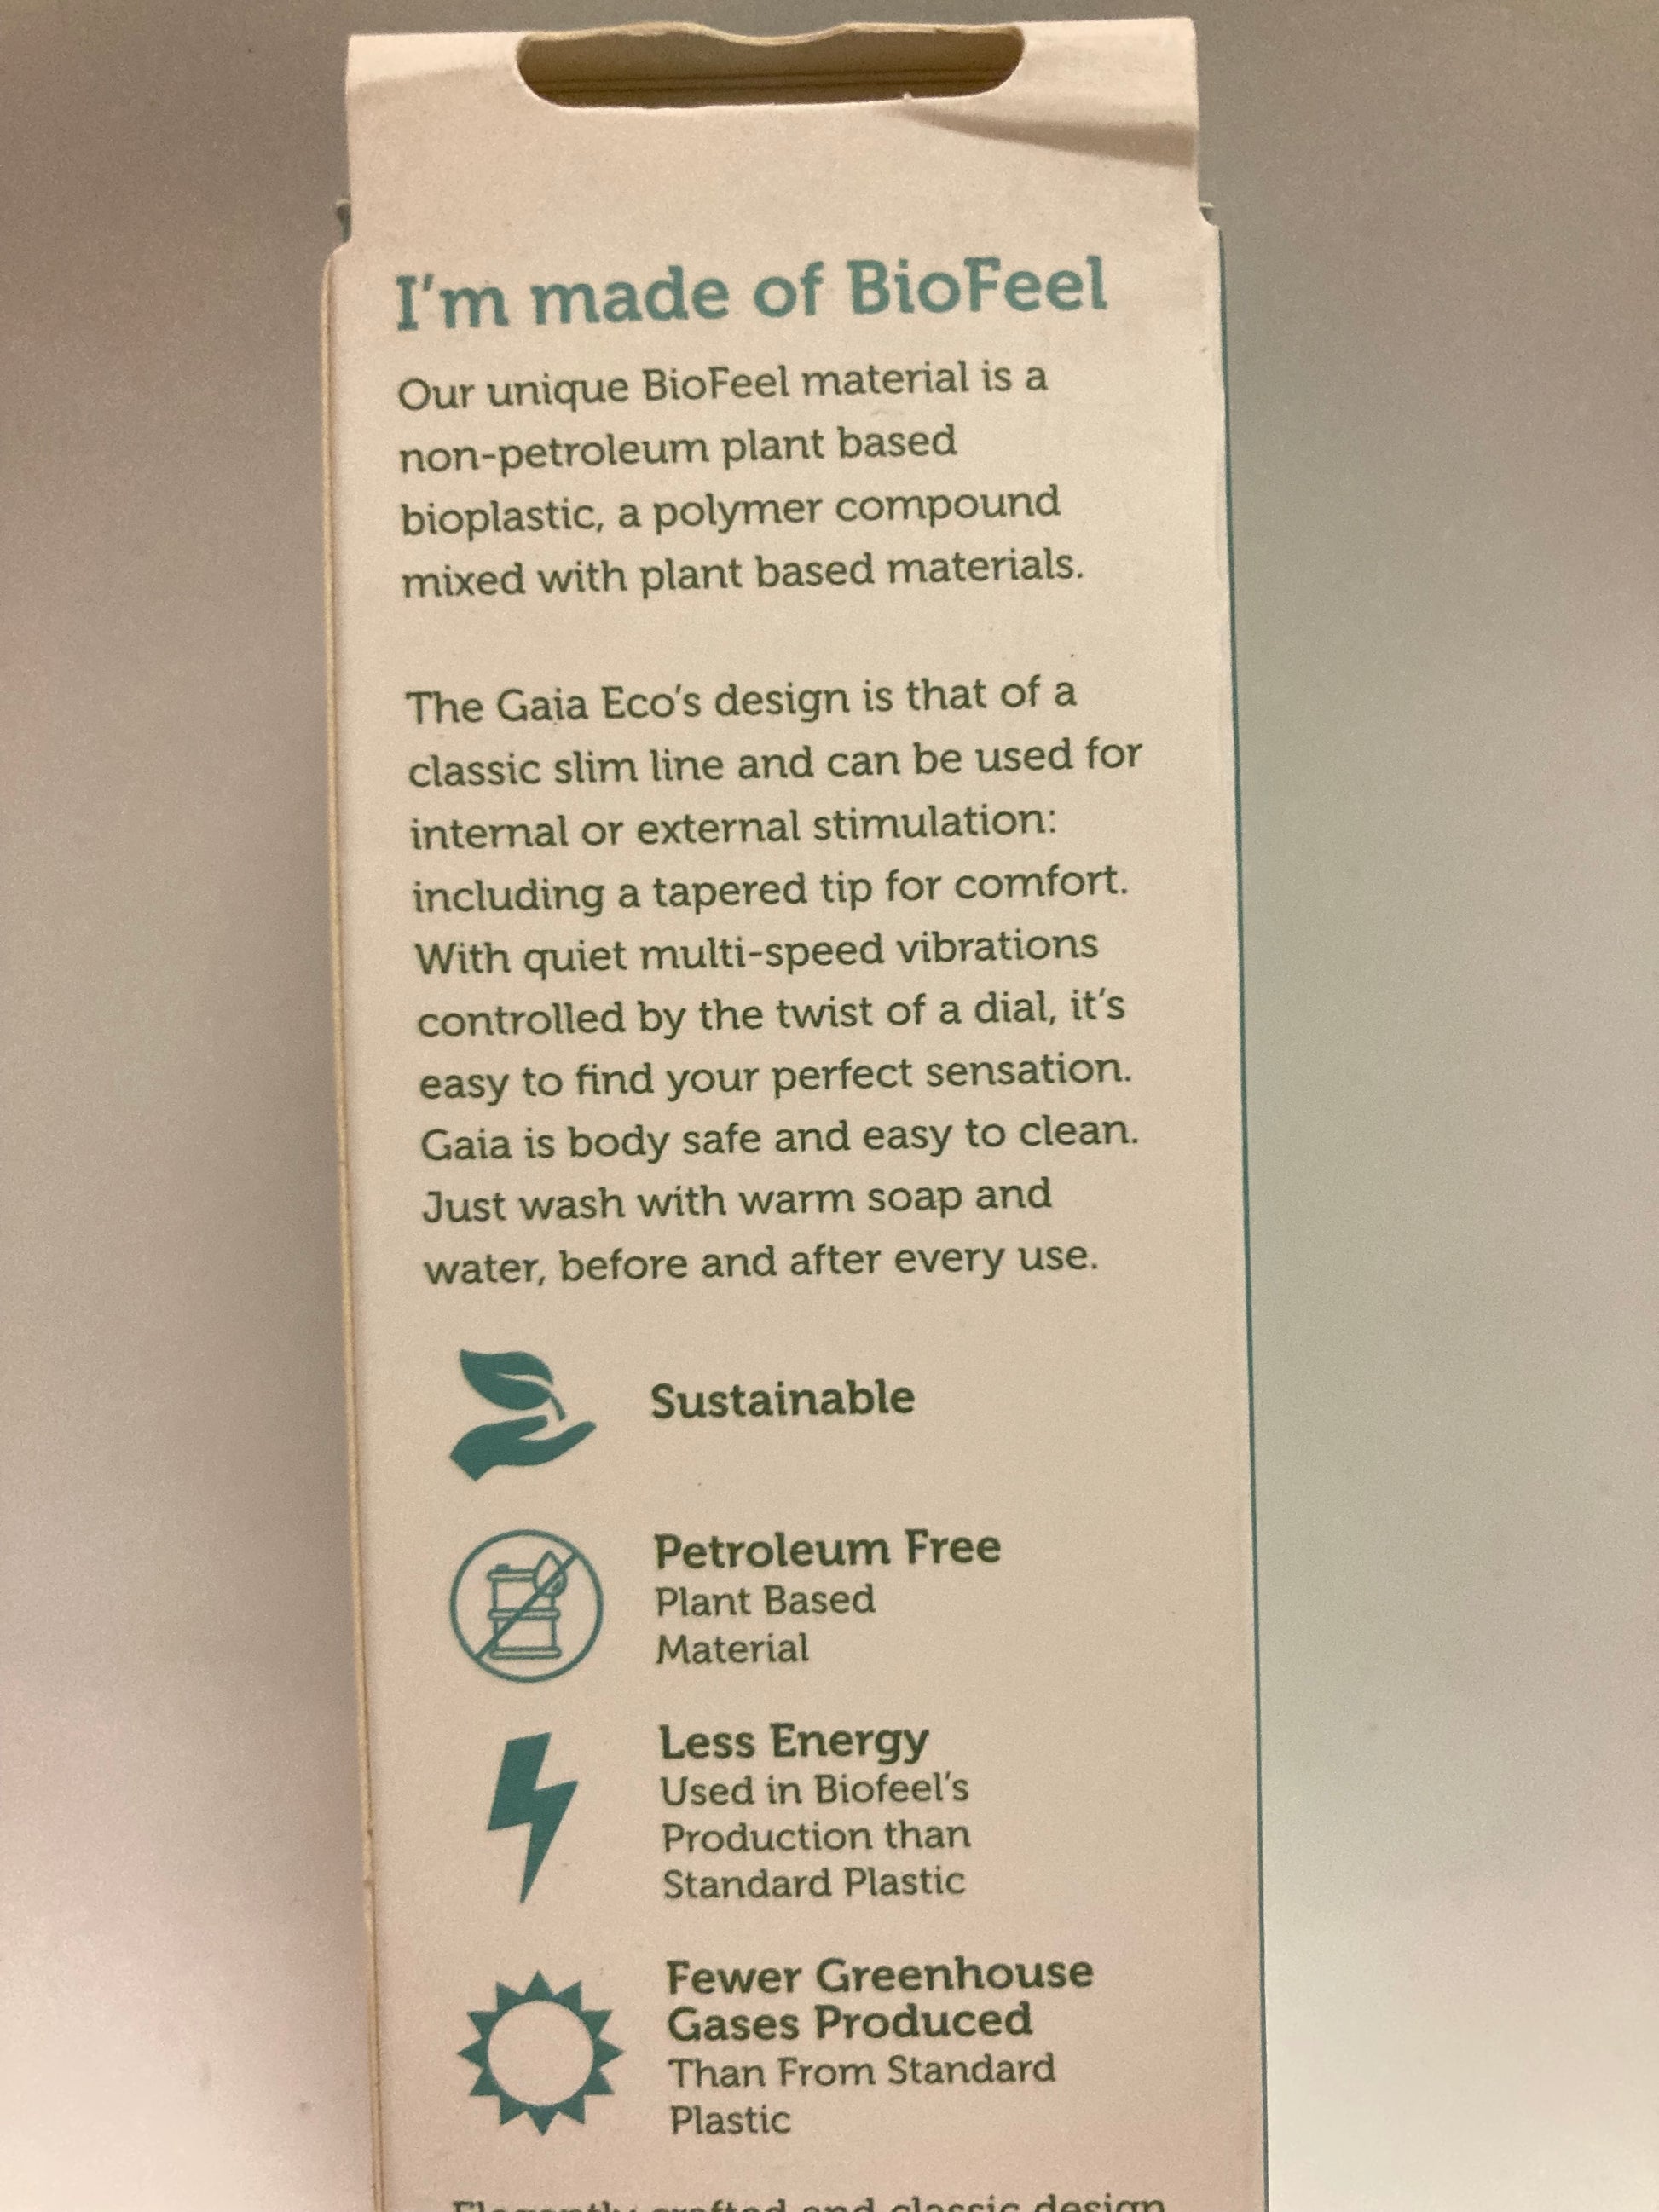 I'm made of BioFeel
Our unique BioFeel material is a
non-petroleum plant based
bioplastic, a polymer compound
mixed with plant based materials.
The Gaia Eco's design is that of a
classic slim line and can be used for
internal or external stimulation:
including a tapered tip for comfort.
With quiet multi-speed vibrations
controlled by the twist of a dial, it's
easy to find your perfect sensation.
Gaia is body safe and easy to clean.
Just wash with warm soap and
water, before and after every use.
Sustainable
Petroleum Free
Plant Based
Material
Less Energy
Used in Biofeel's
Production than
Standard Plastic
Fewer Greenhouse
Gases Produced
Than From Standard
Plastic
Elegantly crafted and classic design